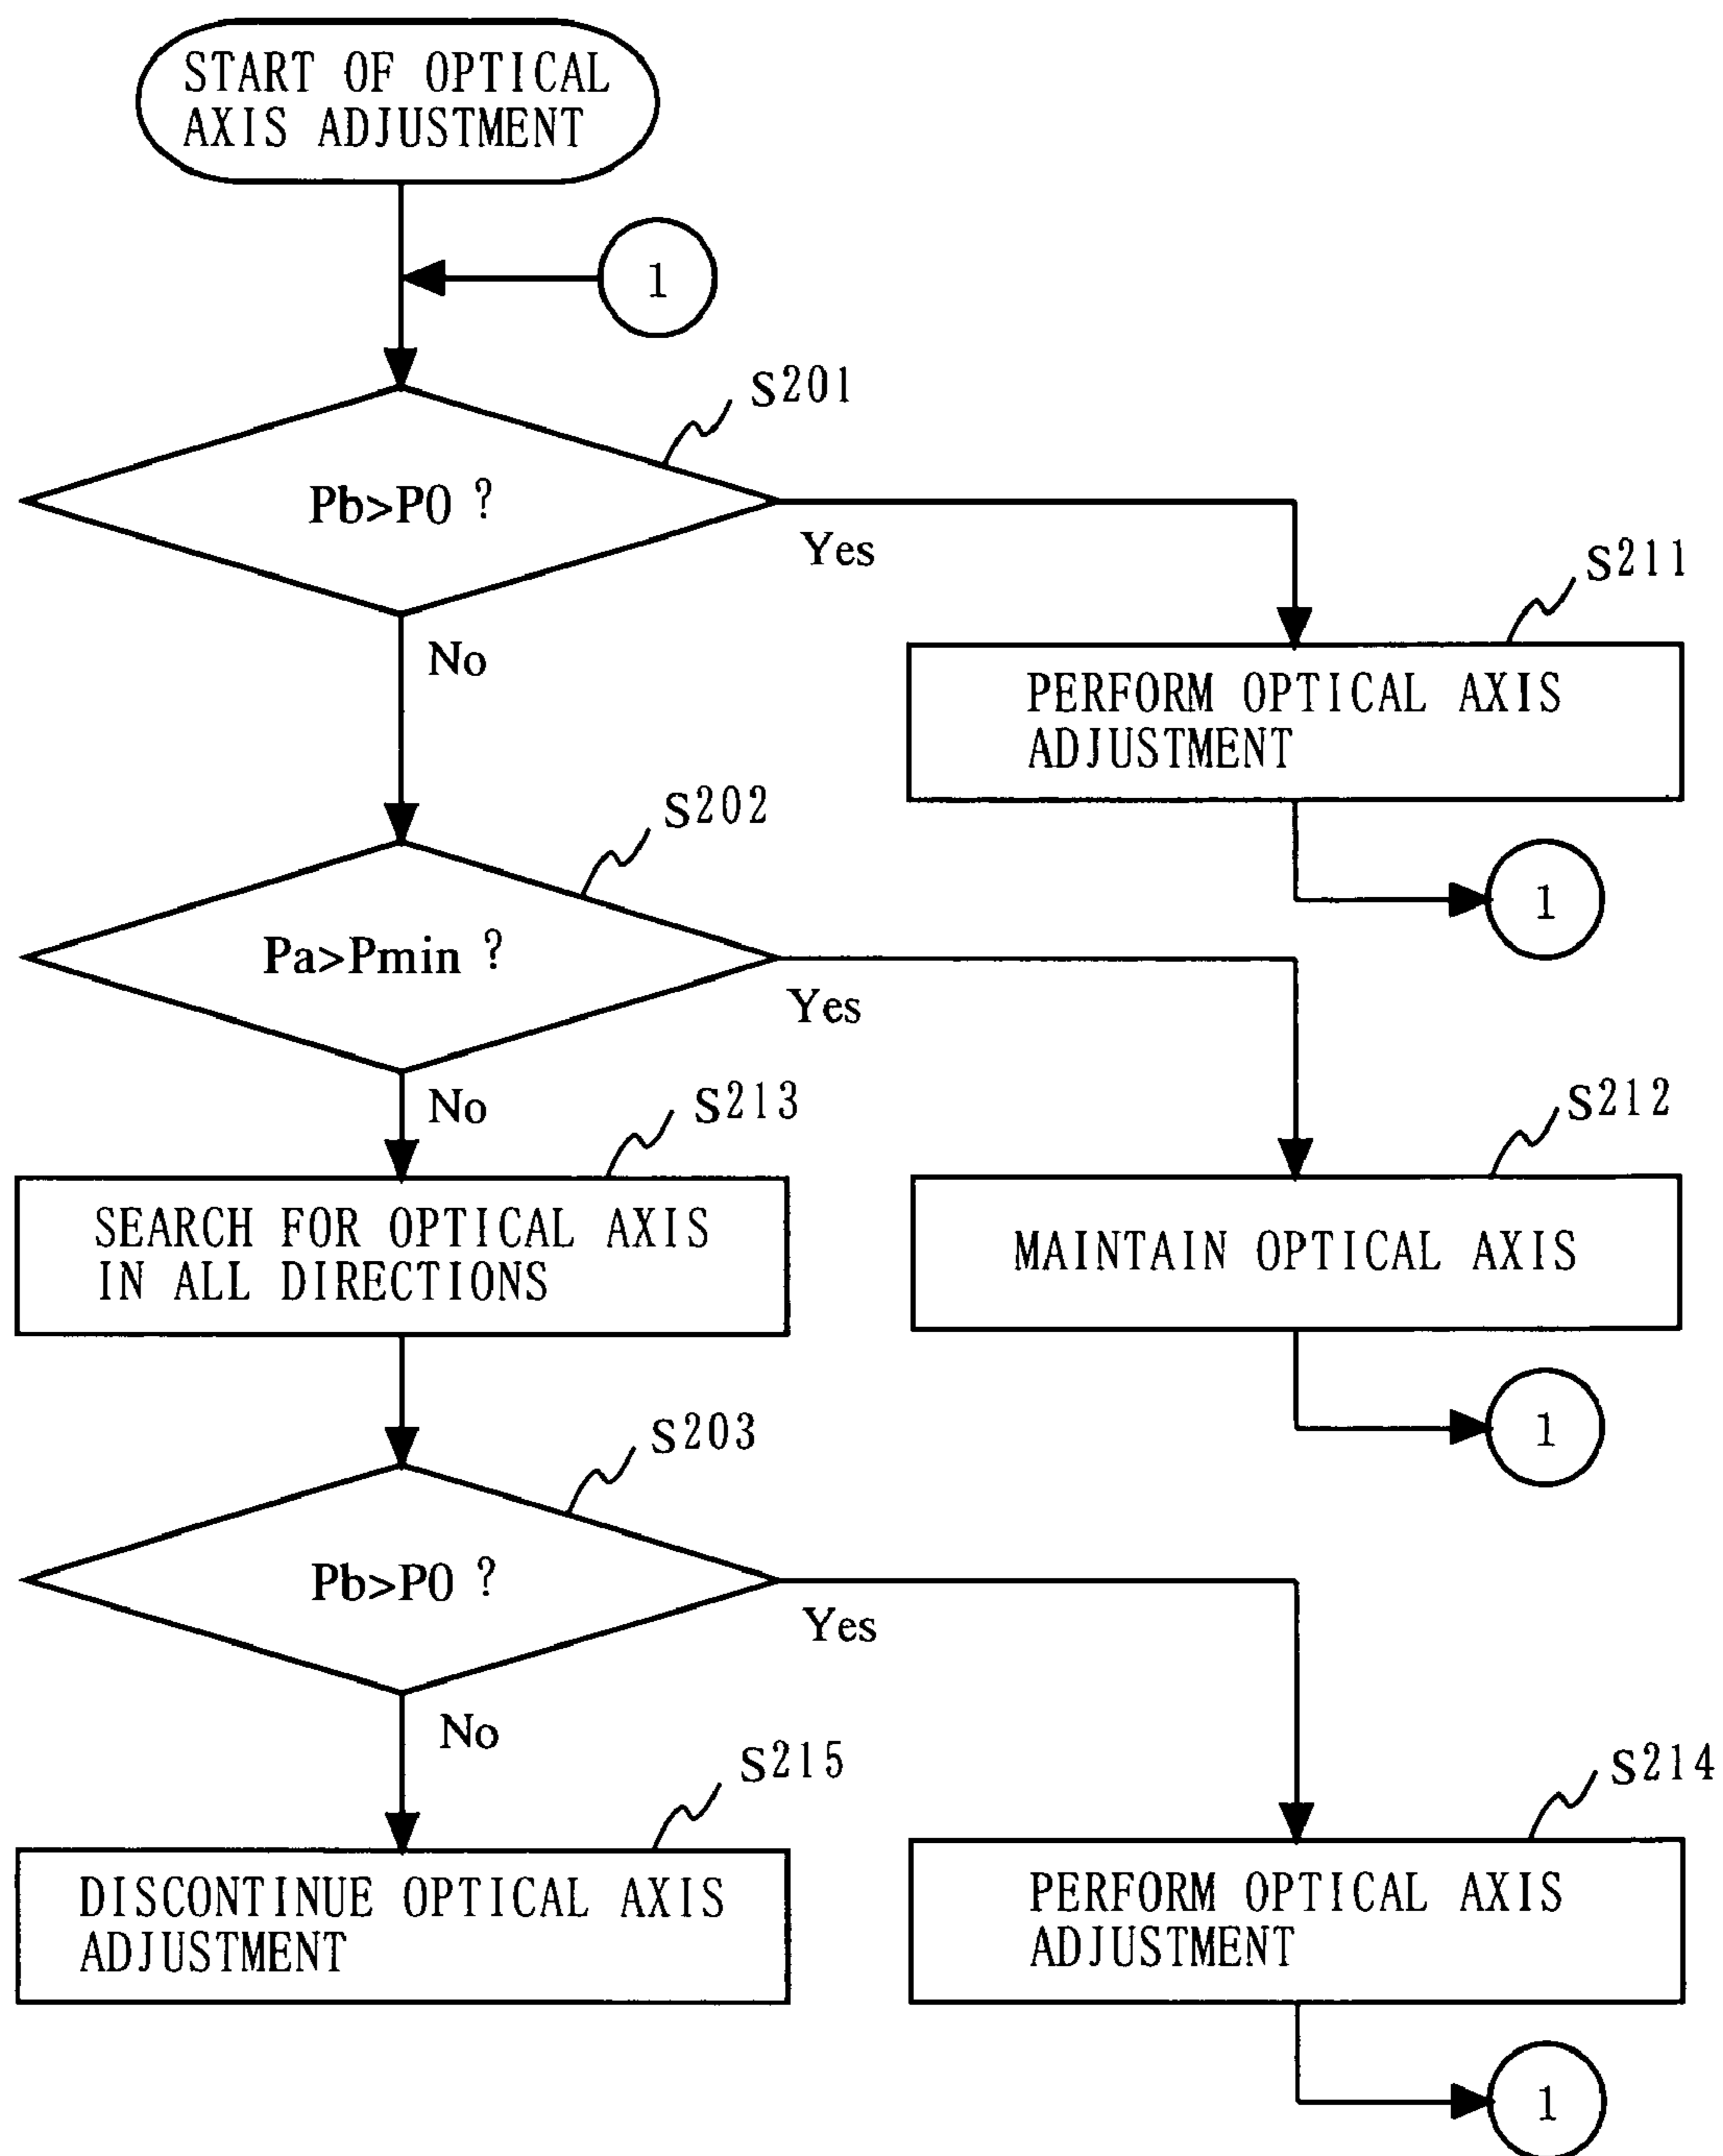 START OF OPTICAL
AXIS ADJUSTMENT
1
S201
Pb>P0 ?
Yes
S211
No
PERFORM OPTICAL AXIS
ADJUSTMENT
S202
1
Pa>Pmin ?
Yes
No
S213
S212
SEARCH FOR OPTICAL AXIS
IN ALL DIRECTIONS
MAINTAIN OPTICAL AXIS
S203
1
Pb>P0 ?
Yes
No
S215
S214
DISCONTINUE OPTICAL AXIS
ADJUSTMENT
PERFORM OPTICAL AXIS
ADJUSTMENT
1